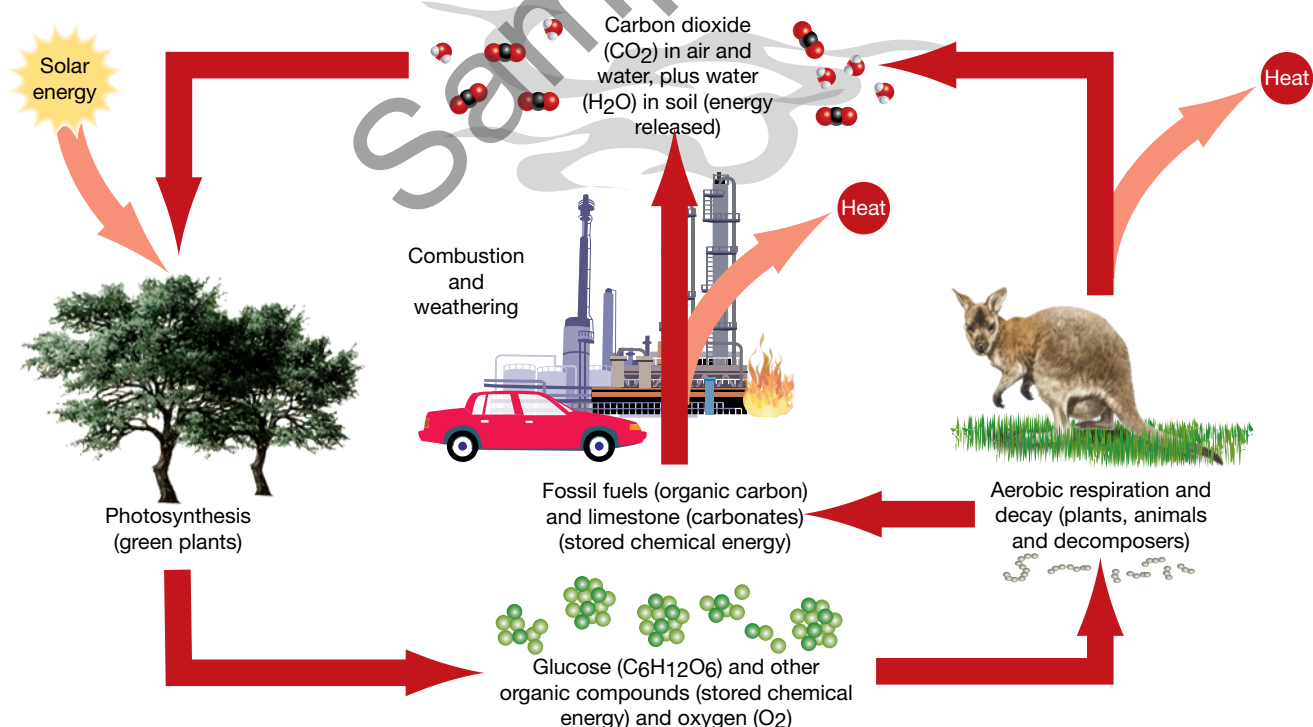 Solar
energy
Carbon dioxide
(CO₂) in air and
water, plus water
(H₂O) in soil (energy
released)
Heat
Heat
Combustion
and
weathering
Photosynthesis
(green plants)
Fossil fuels (organic carbon)
and limestone (carbonates)
(stored chemical energy)
Aerobic respiration and
decay (plants, animals
and decomposers)
Glucose (C6H12O6) and other
organic compounds (stored chemical
energy) and oxygen (O2)